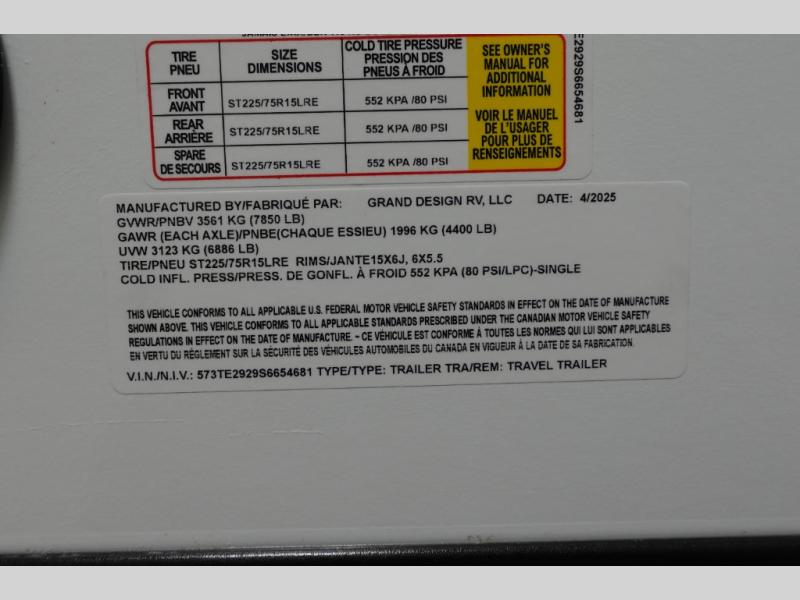 TIRE SIZE COLD TIRE PRESSURE
PNEU DIMENSIONS PRESSION DES
PNEUS À FROID
FRONT
AVANT ST225/75R15LRE 552 KPA /80 PSI
REAR
ARRIÈRE ST225/75R15LRE 552 KPA /80 PSI
SPARE
DE SECOURS ST225/75R15LRE 552 KPA /80 PSI
SEE OWNER'S
MANUAL FOR
ADDITIONAL
INFORMATION
VOIR LE MANUEL
DE L'USAGER
POUR PLUS DE
RENSEIGNEMENTS
E2929S6654681
MANUFACTURED BY/FABRIQUÉ PAR: GRAND DESIGN RV, LLC DATE: 4/2025
GVWR/PNBV 3561 KG (7850 LB)
GAWR (EACH AXLE)/PNBE(CHAQUE ESSIEU) 1996 KG (4400 LB)
UVW 3123 KG (6886 LB)
TIRE/PNEU ST225/75R15LRE RIMS/JANTE15X6J, 6X5.5
COLD INFL. PRESS/PRESS. DE GONFL. À FROID 552 KPA (80 PSI/LPC)-SINGLE
THIS VEHICLE CONFORMS TO ALL APPLICABLE U.S. FEDERAL MOTOR VEHICLE SAFETY STANDARDS IN EFFECT ON THE DATE OF MANUFACTURE
SHOWN ABOVE. THIS VEHICLE CONFORMS TO ALL APPLICABLE STANDARDS PRESCRIBED UNDER THE CANADIAN MOTOR VEHICLE SAFETY
REGULATIONS IN EFFECT ON THE DATE OF MANUFACTURE. ~ CE VÉHICULE EST CONFORME À TOUTES LES NORMES QUI LUI SONT APPLICABLES
EN VERTU DU RÈGLEMENT SUR LA SÉCURITÉ DES VÉHICULES AUTOMOBILES DU CANADA EN VIGUEUR À LA DATE DE SA FABRICATION.
V.I.N./N.I.V.: 573TE2929S6654681 TYPE/TYPE: TRAILER TRA/REM: TRAVEL TRAILER